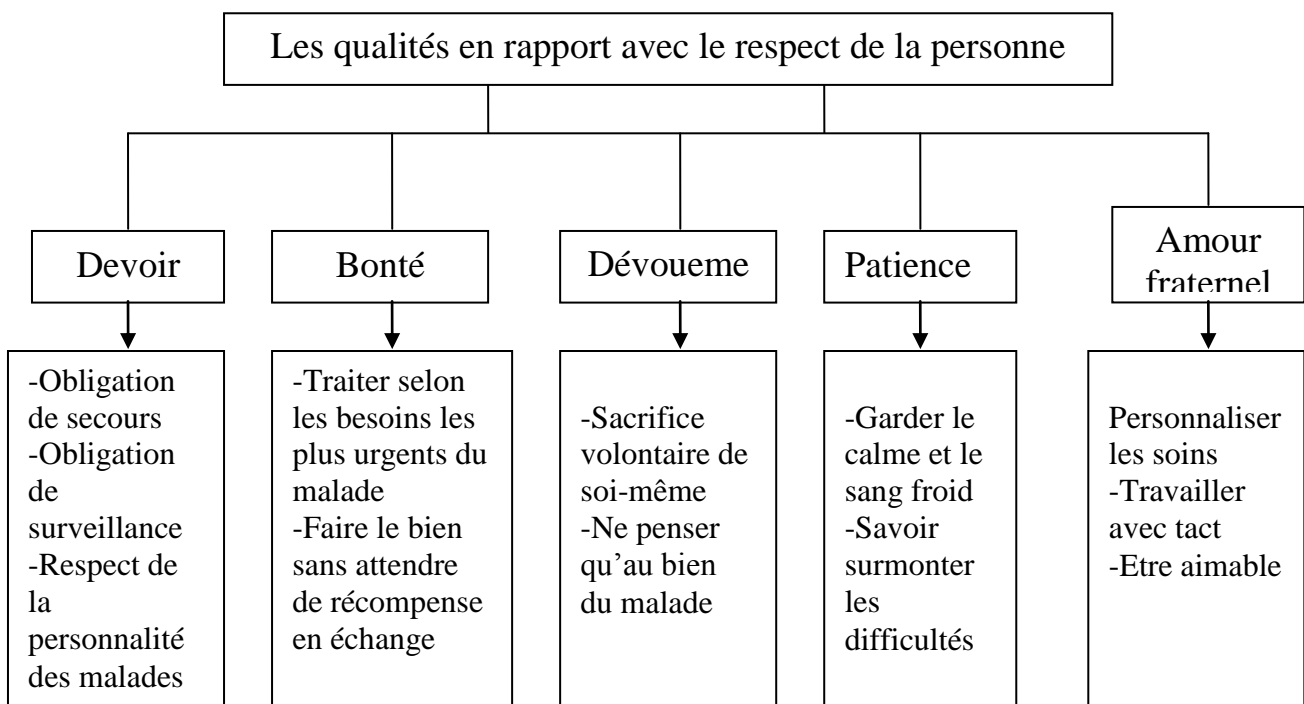 Les qualités en rapport avec le respect de la personne
Devoir
Bonté
Dévoueme
Patience
Amour
fraternel
-Obligation
de secours
-Obligation
de
surveillance
-Respect de
la
personnalité
des malades
-Traiter selon
les besoins les
plus urgents du
malade
-Faire le bien
sans attendre
de récompense
en échange
-Sacrifice
volontaire de
soi-même
-Ne penser
qu’au bien
du malade
-Garder le
calme et le
sang froid
-Savoir
surmonter
les
difficultés
Personnaliser
les soins
-Travailler
avec tact
-Etre aimable